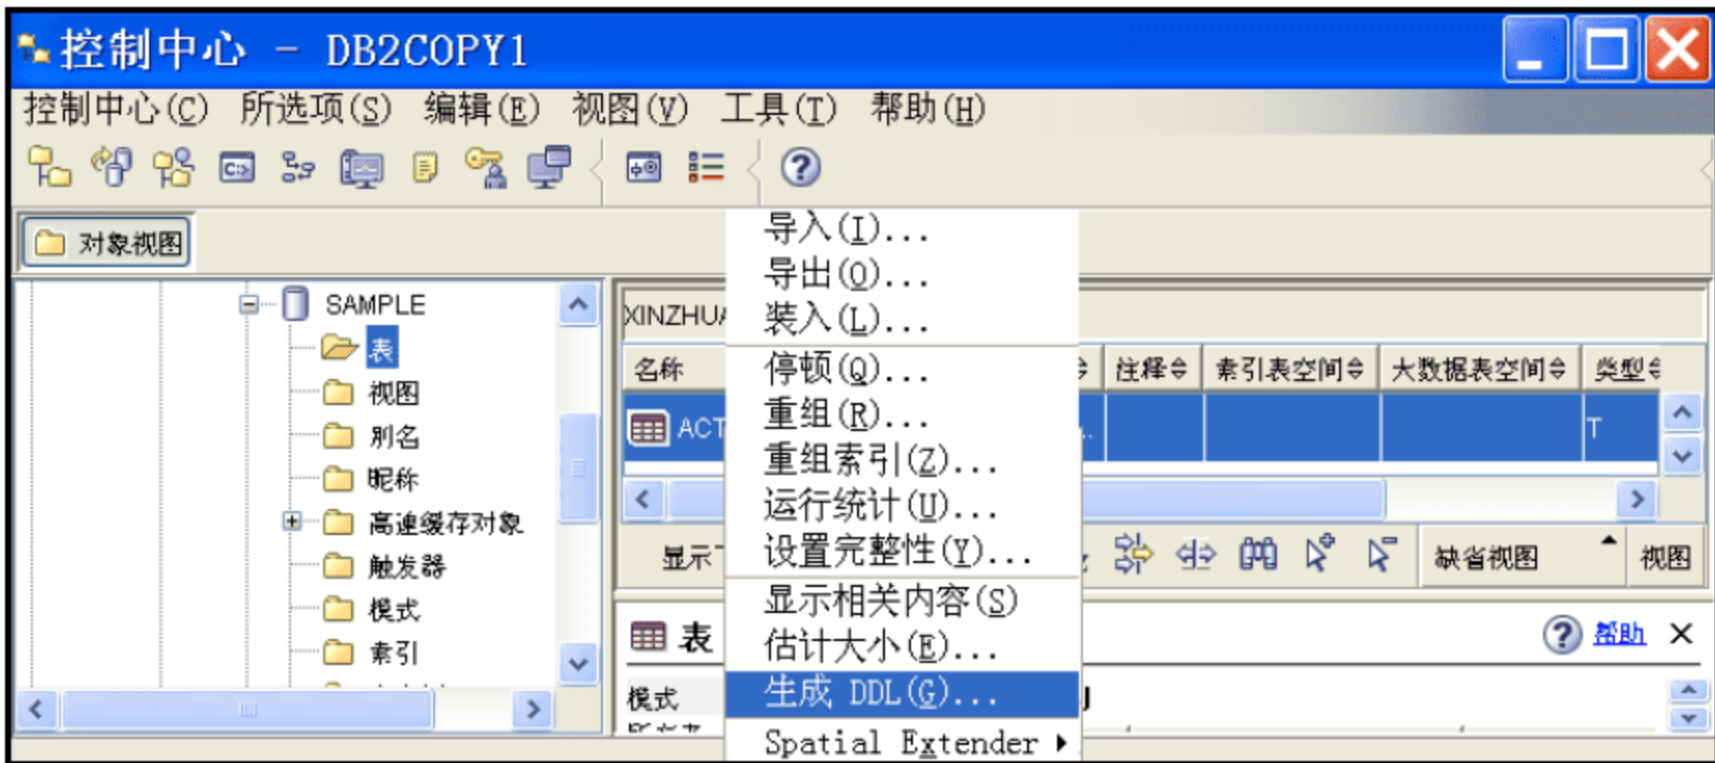 控制中心 - DB2COPY1
控制中心(C) 所选项(S) 编辑(E) 视图(V) 工具(T) 帮助(H)
对象视图
SAMPLE
表
视图
别名
昵称
高速缓存对象
触发器
模式
索引
导入(I)...
导出(O)...
装入(L)...
停顿(Q)...
重组(R)...
重组索引(Z)...
运行统计(U)...
设置完整性(Y)...
显示相关内容(S)
估计大小(E)...
生成 DDL(G)...
Spatial Extender
XINZHUA
名称 注释 索引表空间 大数据表空间 类型
ACT T
显示 缺省视图 视图
表 帮助
模式